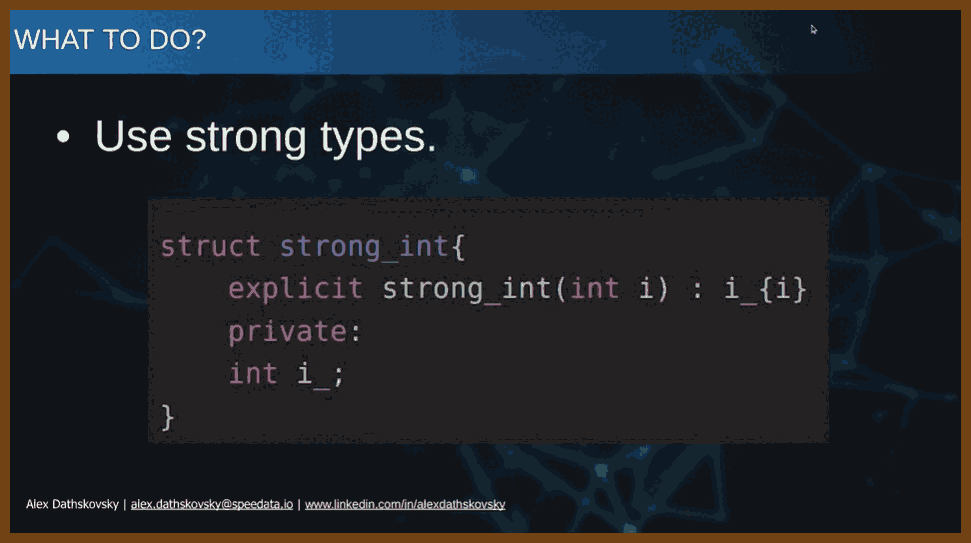 WHAT TO DO?
• Use strong types.
struct strong_int{
    explicit strong_int(int i) : i_{i}
    private:
    int i_;
}
Alex Dathskovsky | alex.dathskovsky@speedata.io | www.linkedin.com/in/alexdathskovsky